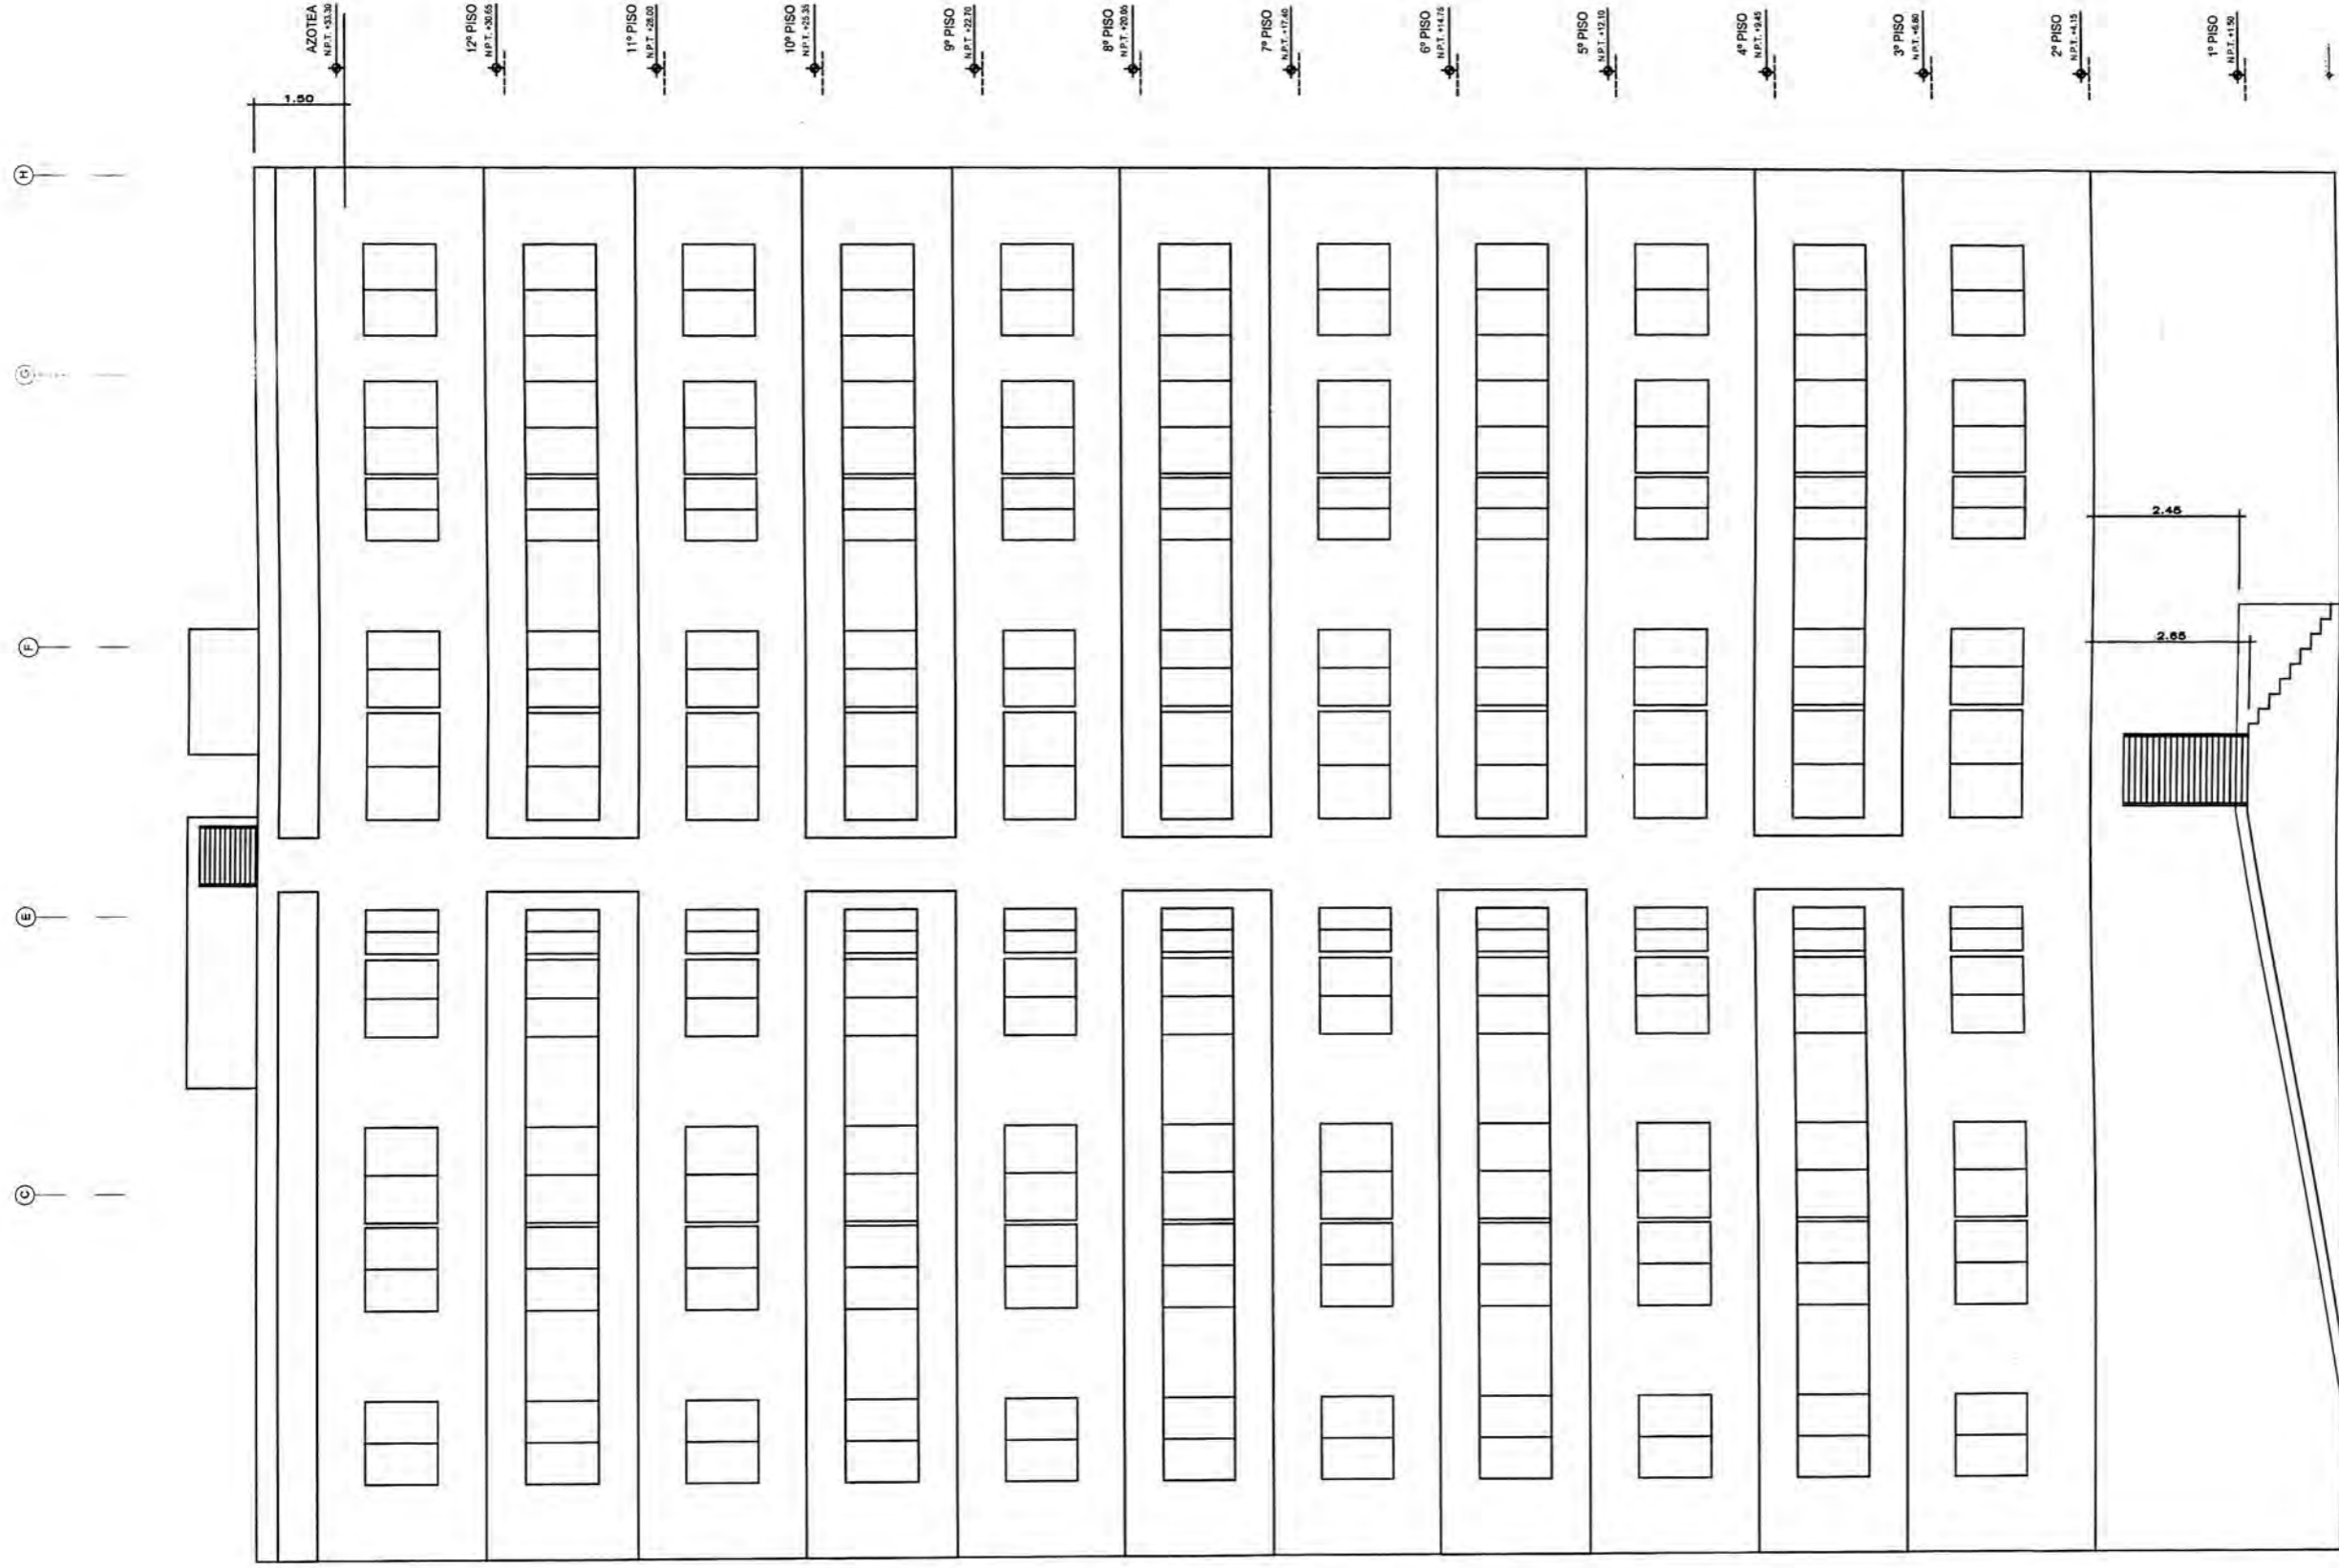 AZOTEA
N.P.T. +33.30
12º PISO
N.P.T. +30.65
11º PISO
N.P.T. +28.00
10º PISO
N.P.T. +25.35
9º PISO
N.P.T. +22.70
8º PISO
N.P.T. +20.05
7º PISO
N.P.T. +17.40
6º PISO
N.P.T. +14.75
5º PISO
N.P.T. +12.10
4º PISO
N.P.T. +9.45
3º PISO
N.P.T. +6.80
2º PISO
N.P.T. +4.15
1º PISO
N.P.T. +1.50
1.50
H
G
F
E
C
2.45
2.65